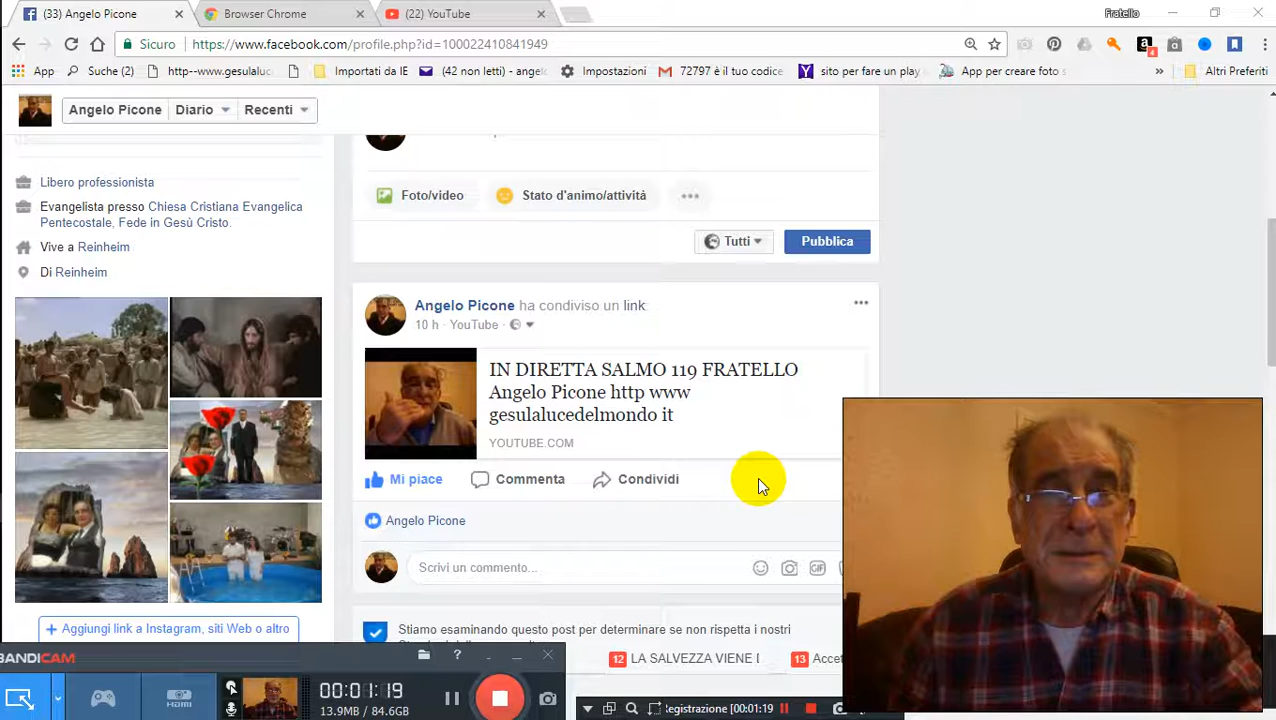 (33) Angelo Picone
Browser Chrome
(22) YouTube
Fratello
Sicuro
https://www.facebook.com/profile.php?id=100022410841949
App
Suche (2)
http--www.gesulaluc
Importati da IE
Impostazioni
7279.. è il tuo codice
sito per fare un play
App per creare foto s
Altri Preferiti
Angelo Picone
Diario
Recenti
Libero professionista
Evangelista presso Chiesa Cristiana Evangelica
Pentecostale, Fede in Gesù Cristo.
Vive a Reinheim
Di Reinheim
Aggiungi link a Instagram, siti Web o altro
Foto/video
Stato d'animo/attività
Tutti
Pubblica
Angelo Picone ha condiviso un link
10 h · YouTube
IN DIRETTA SALMO 119 FRATELLO
Angelo Picone http www
gesulalucedelmondo it
YOUTUBE.COM
Mi piace
Commenta
Condividi
Angelo Picone
Scrivi un commento...
GIF
Stiamo esaminando questo post per determinare se non rispetta i nostri
12 LA SALVEZZA VIENE
13 Accet
BANDICAM
HDMI
00:01:19
13.9MB / 84.6GB
Registrazione [00:01:19]